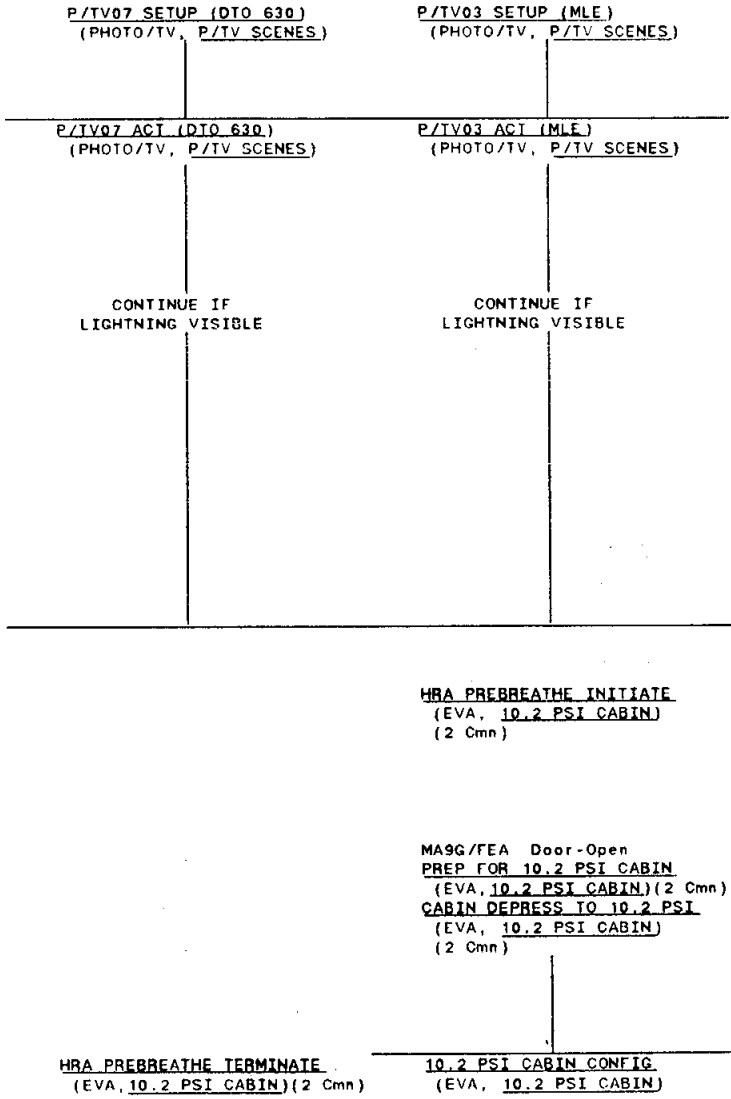 P/TV07 SETUP (DTO 630)
(PHOTO/TV, P/TV SCENES)
P/TV03 SETUP (MLE)
(PHOTO/TV, P/TV SCENES)
P/TV07 ACT (DTO 630)
(PHOTO/TV, P/TV SCENES)
P/TV03 ACT (MLE)
(PHOTO/TV, P/TV SCENES)
CONTINUE IF
LIGHTNING VISIBLE
CONTINUE IF
LIGHTNING VISIBLE
HRA PREBREATHE INITIATE
(EVA, 10.2 PSI CABIN)
(2 Cmn)
MA9G/FEA Door-Open
PREP FOR 10.2 PSI CABIN
(EVA, 10.2 PSI CABIN)(2 Cmn)
CABIN DEPRESS TO 10.2 PSI
(EVA, 10.2 PSI CABIN)
(2 Cmn)
HRA PREBREATHE TERMINATE
(EVA, 10.2 PSI CABIN)(2 Cmn)
10.2 PSI CABIN CONFIG
(EVA, 10.2 PSI CABIN)